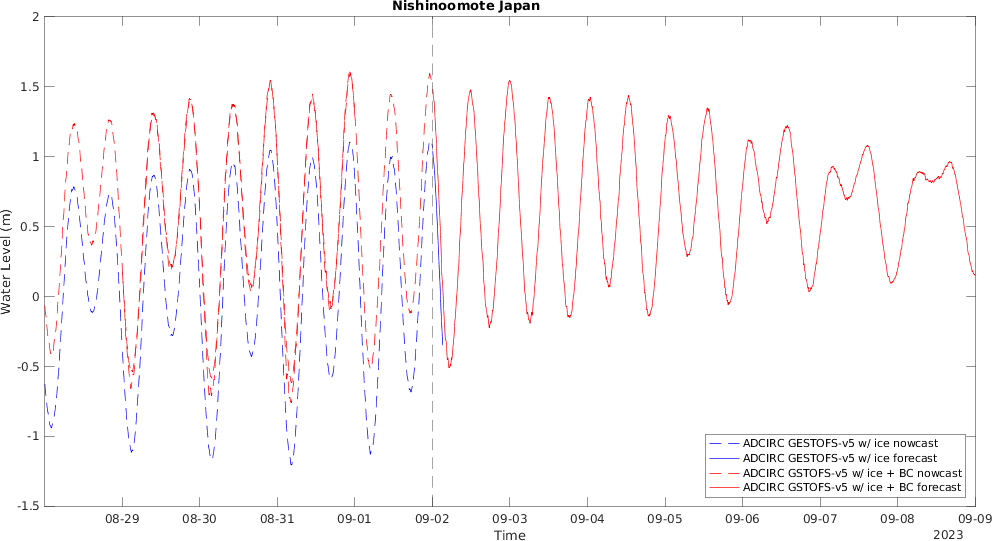 Nishinoomote Japan
2
1.5
1
0.5
0
-0.5
-1
-1.5
Water Level (m)
08-29 08-30 08-31 09-01 09-02 09-03 09-04 09-05 09-06 09-07 09-08 09-09
Time
2023
ADCIRC GESTOFS-v5 w/ ice nowcast
ADCIRC GESTOFS-v5 w/ ice forecast
ADCIRC GSTOFS-v5 w/ ice + BC nowcast
ADCIRC GSTOFS-v5 w/ ice + BC forecast